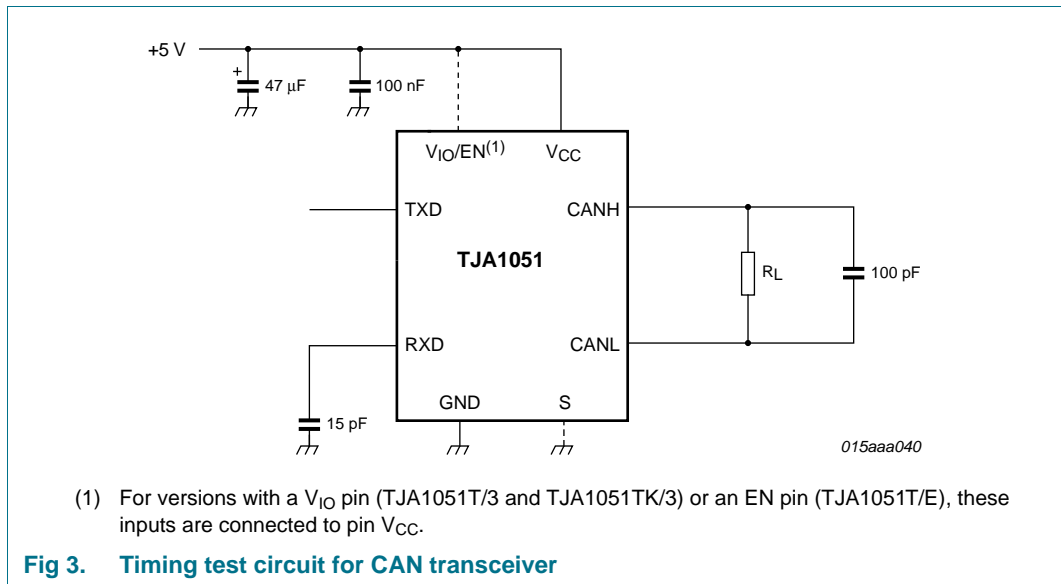 +5 V
+
47 μF
100 nF
VIO/EN(1)
VCC
TXD
CANH
TJA1051
RL
100 pF
RXD
CANL
GND
S
15 pF
015aaa040
(1) For versions with a VIO pin (TJA1051T/3 and TJA1051TK/3) or an EN pin (TJA1051T/E), these
inputs are connected to pin VCC.
Fig 3. Timing test circuit for CAN transceiver